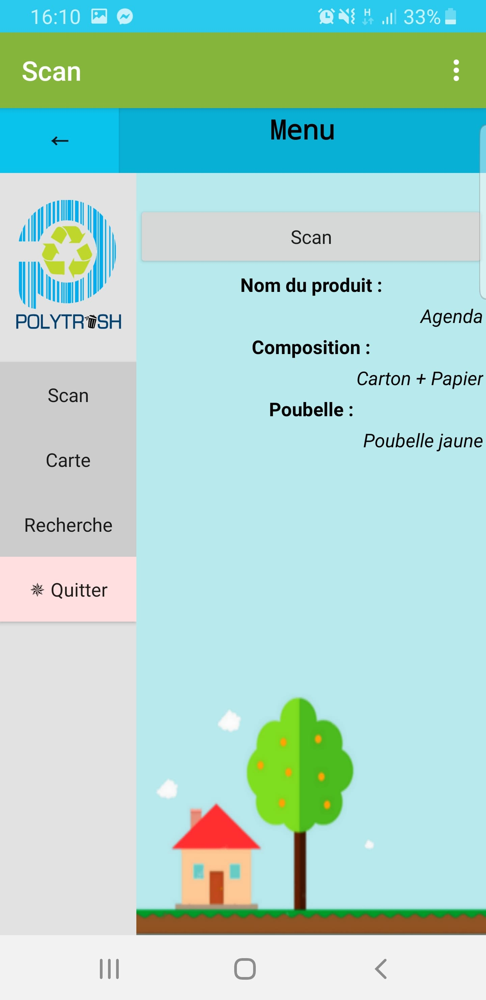 16:10
H
33%
Scan
←
Menu
POLYTRASH
Scan
Nom du produit :
Agenda
Composition :
Carton + Papier
Poubelle :
Poubelle jaune
Scan
Carte
Recherche
✵ Quitter